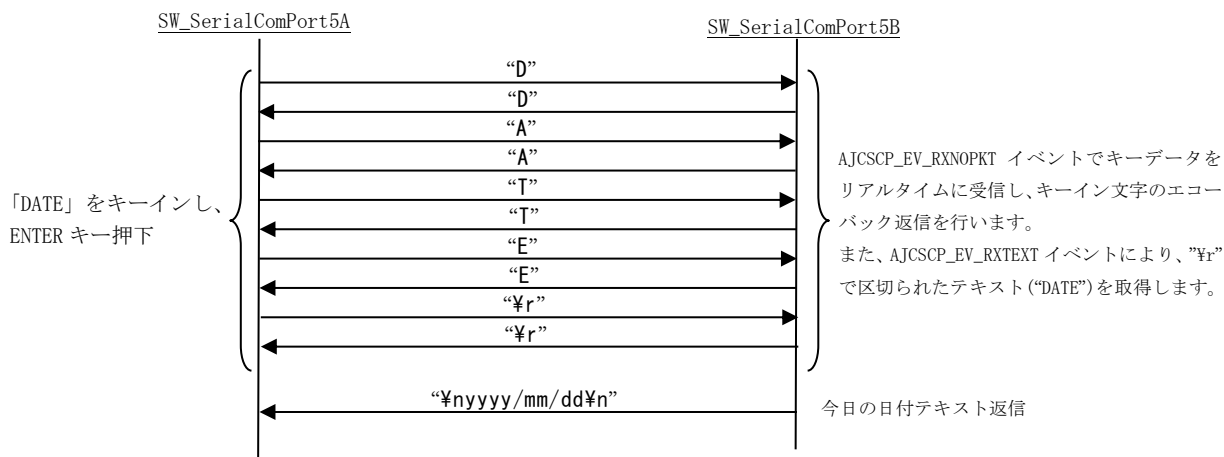 SW_SerialComPort5A
SW_SerialComPort5B
“D”
“D”
“A”
“A”
“T”
“T”
“E”
“E”
“¥r”
“¥r”
「DATE」をキーインし、
ENTER キー押下
AJCSCP_EV_RXNOPKT イベントでキーデータを
リアルタイムに受信し、キーイン文字のエコー
バック返信を行います。
また、AJCSCP_EV_RXTEXT イベントにより、”¥r”
で区切られたテキスト(“DATE”)を取得します。
“¥nyyyy/mm/dd¥n”
今日の日付テキスト返信